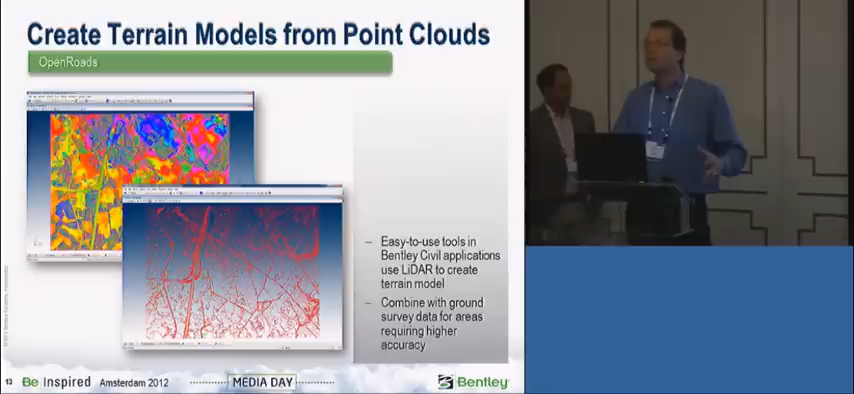 Create Terrain Models from Point Clouds
OpenRoads
– Easy-to-use tools in
Bentley Civil applications
use LiDAR to create
terrain model
– Combine with ground
survey data for areas
requiring higher
accuracy
13 Be Inspired Amsterdam 2012 MEDIA DAY Bentley